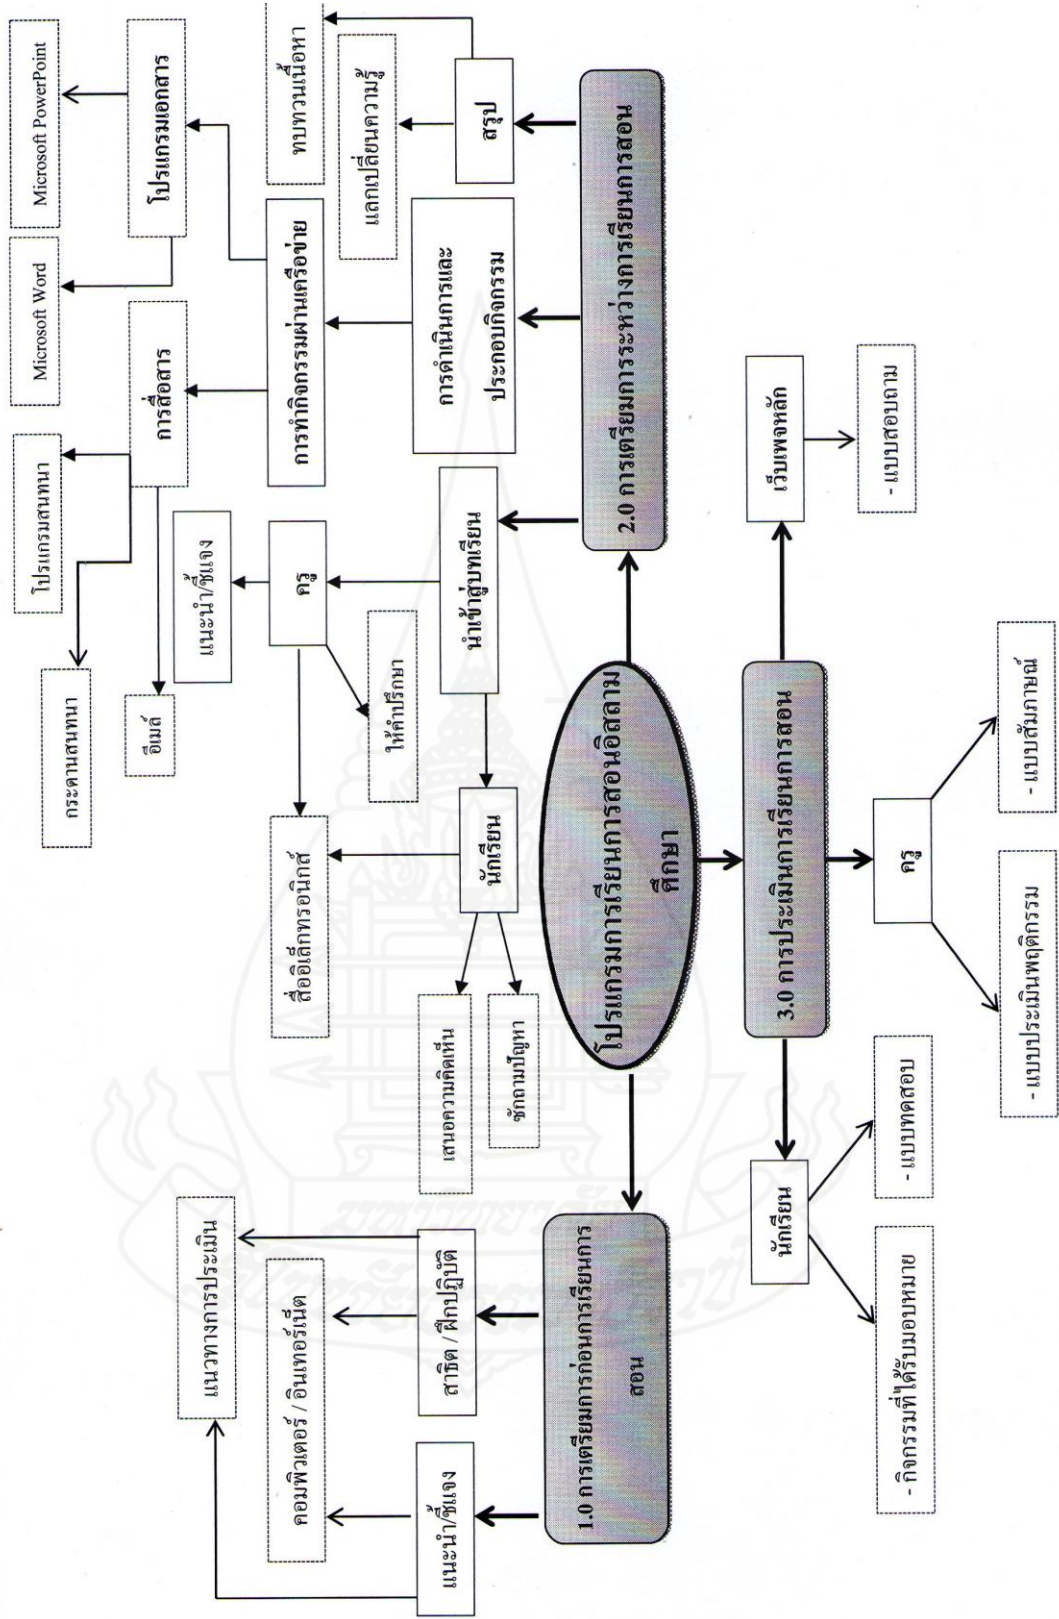 แนวทางการประเมิน
คอมพิวเตอร์ / อินเทอร์เน็ต
แนะนำ/ชี้แจง
สาธิต / ฝึกปฏิบัติ
1.0 การเตรียมการก่อนการเรียนการ
สอน
กระดานสนทนา
โปรแกรมสนทนา
Microsoft Word
Microsoft PowerPoint
อีเมล์
การสื่อสาร
โปรแกรมเอกสาร
แนะนำ/ชี้แจง
สื่ออิเล็กทรอนิกส์
ครู
การทำกิจกรรมผ่านเครือข่าย
ทบทวนเนื้อหา
ให้คำปรึกษา
แลกเปลี่ยนความรู้
เสนอความคิดเห็น
ซักถามปัญหา
นักเรียน
นำเข้าสู่บทเรียน
การดำเนินการและ
ประกอบกิจกรรม
สรุป
โปรแกรมการเรียนการสอนอิสลาม
ศึกษา
2.0 การเตรียมการระหว่างการเรียนการสอน
3.0 การประเมินการเรียนการสอน
นักเรียน
เว็บเพจหลัก
ครู
- กิจกรรมที่ได้รับมอบหมาย
- แบบทดสอบ
- แบบสอบถาม
- แบบประเมินพฤติกรรม
- แบบสัมภาษณ์